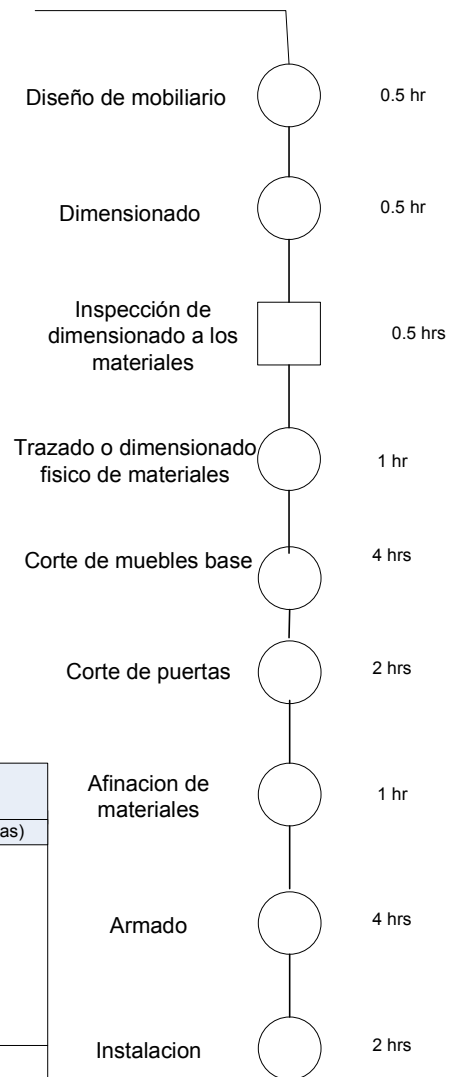 Diseño de mobiliario
0.5 hr
Dimensionado
0.5 hr
Inspección de
dimensionado a los
materiales
0.5 hrs
Trazado o dimensionado
fisico de materiales
1 hr
Corte de muebles base
4 hrs
Corte de puertas
2 hrs
Afinacion de
materiales
1 hr
as)
Armado
4 hrs
Instalacion
2 hrs